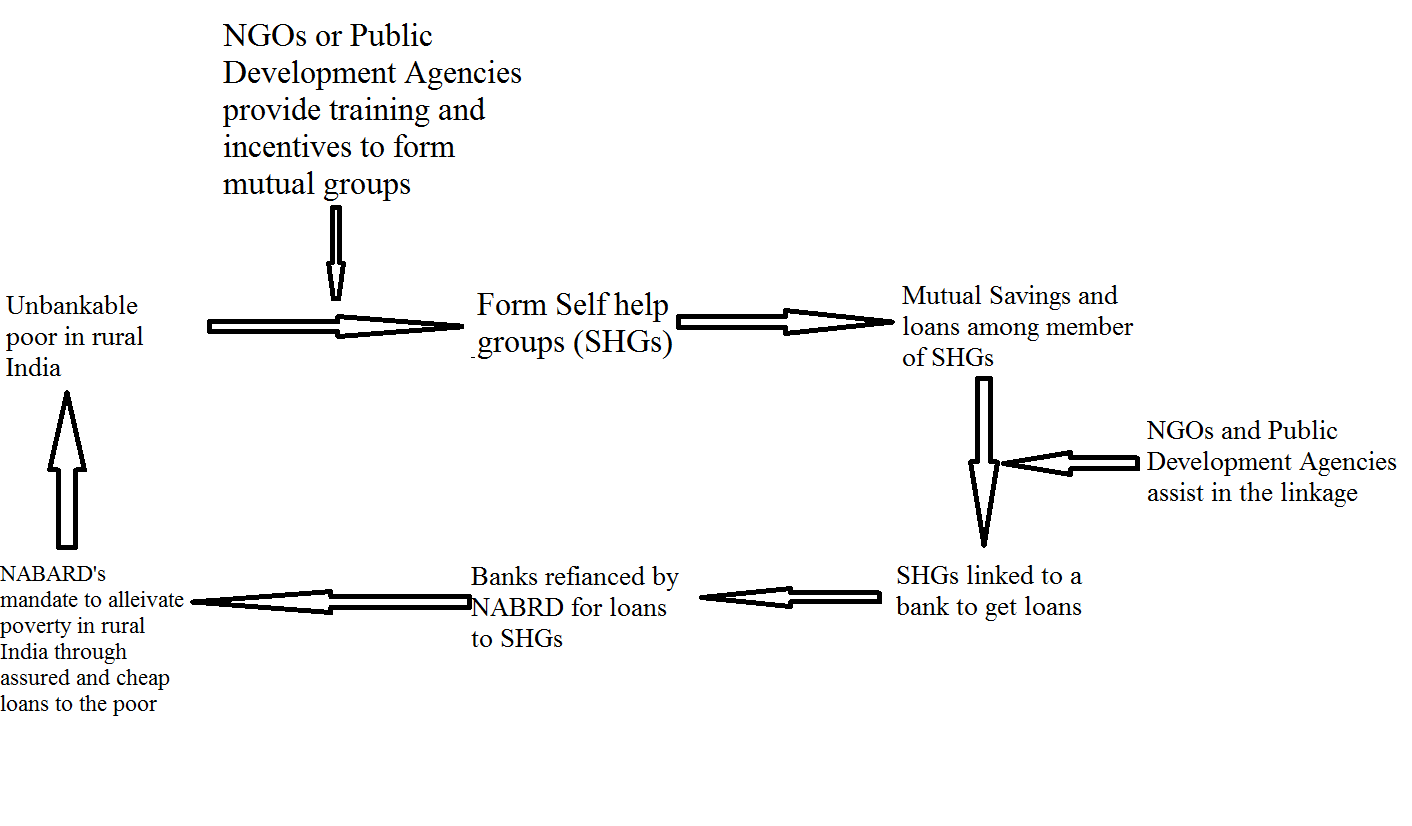 NGOs or Public
Development Agencies
provide training and
incentives to form
mutual groups
Unbankable
poor in rural
India
Form Self help
groups (SHGs)
Mutual Savings and
loans among member
of SHGs
NGOs and Public
Development Agencies
assist in the linkage
SHGs linked to a
bank to get loans
Banks refianced by
NABRD for loans
to SHGs
NABARD's
mandate to alleivate
poverty in rural
India through
assured and cheap
loans to the poor